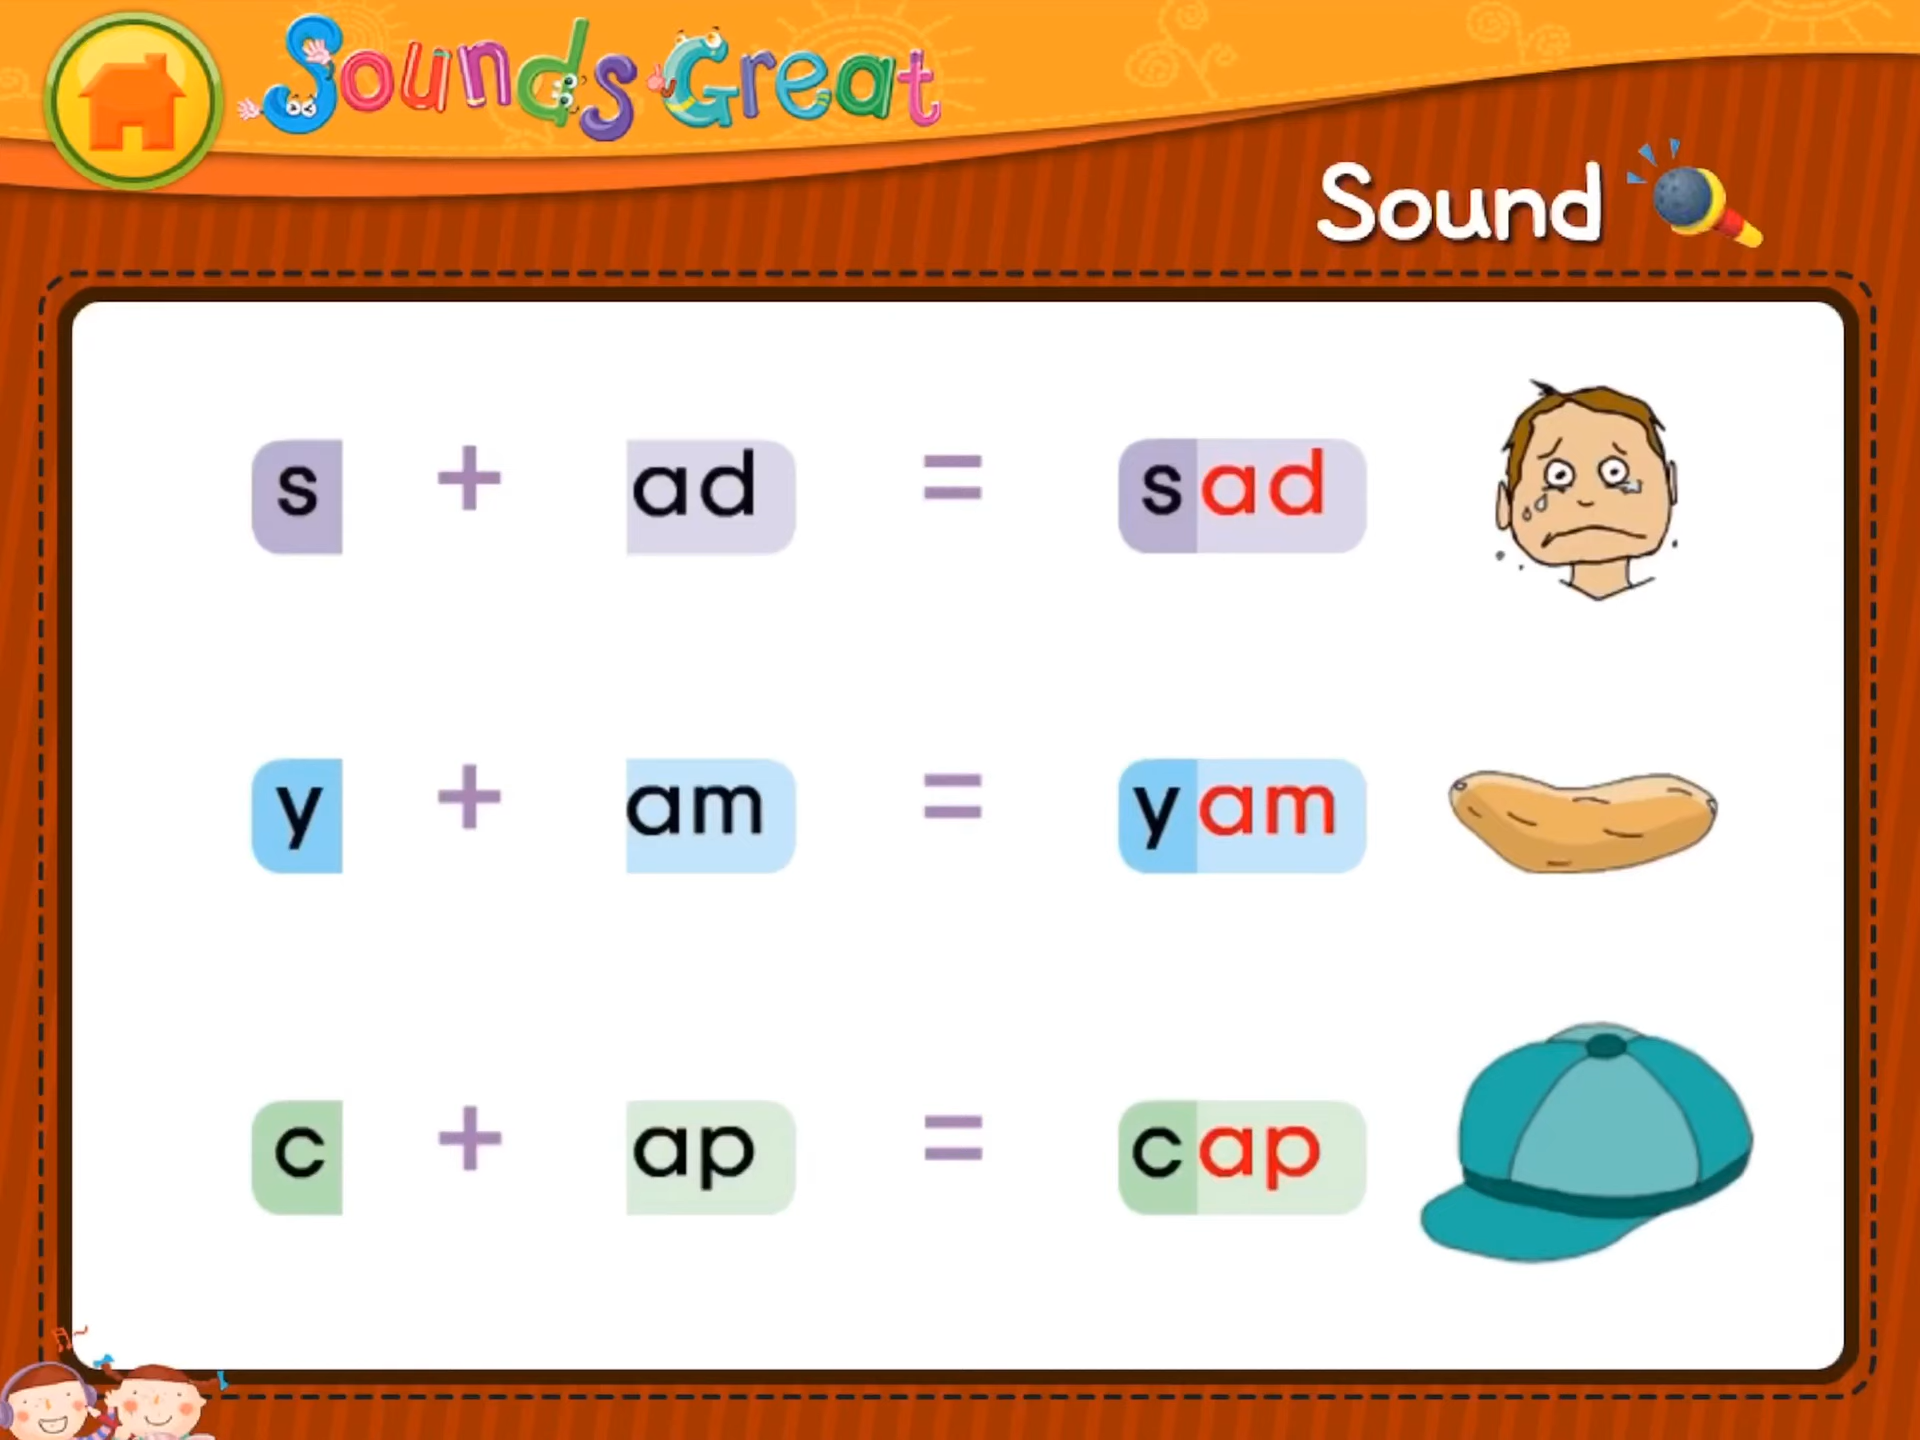 Sounds Great
Sound
s + ad = sad
y + am = yam
c + ap = cap